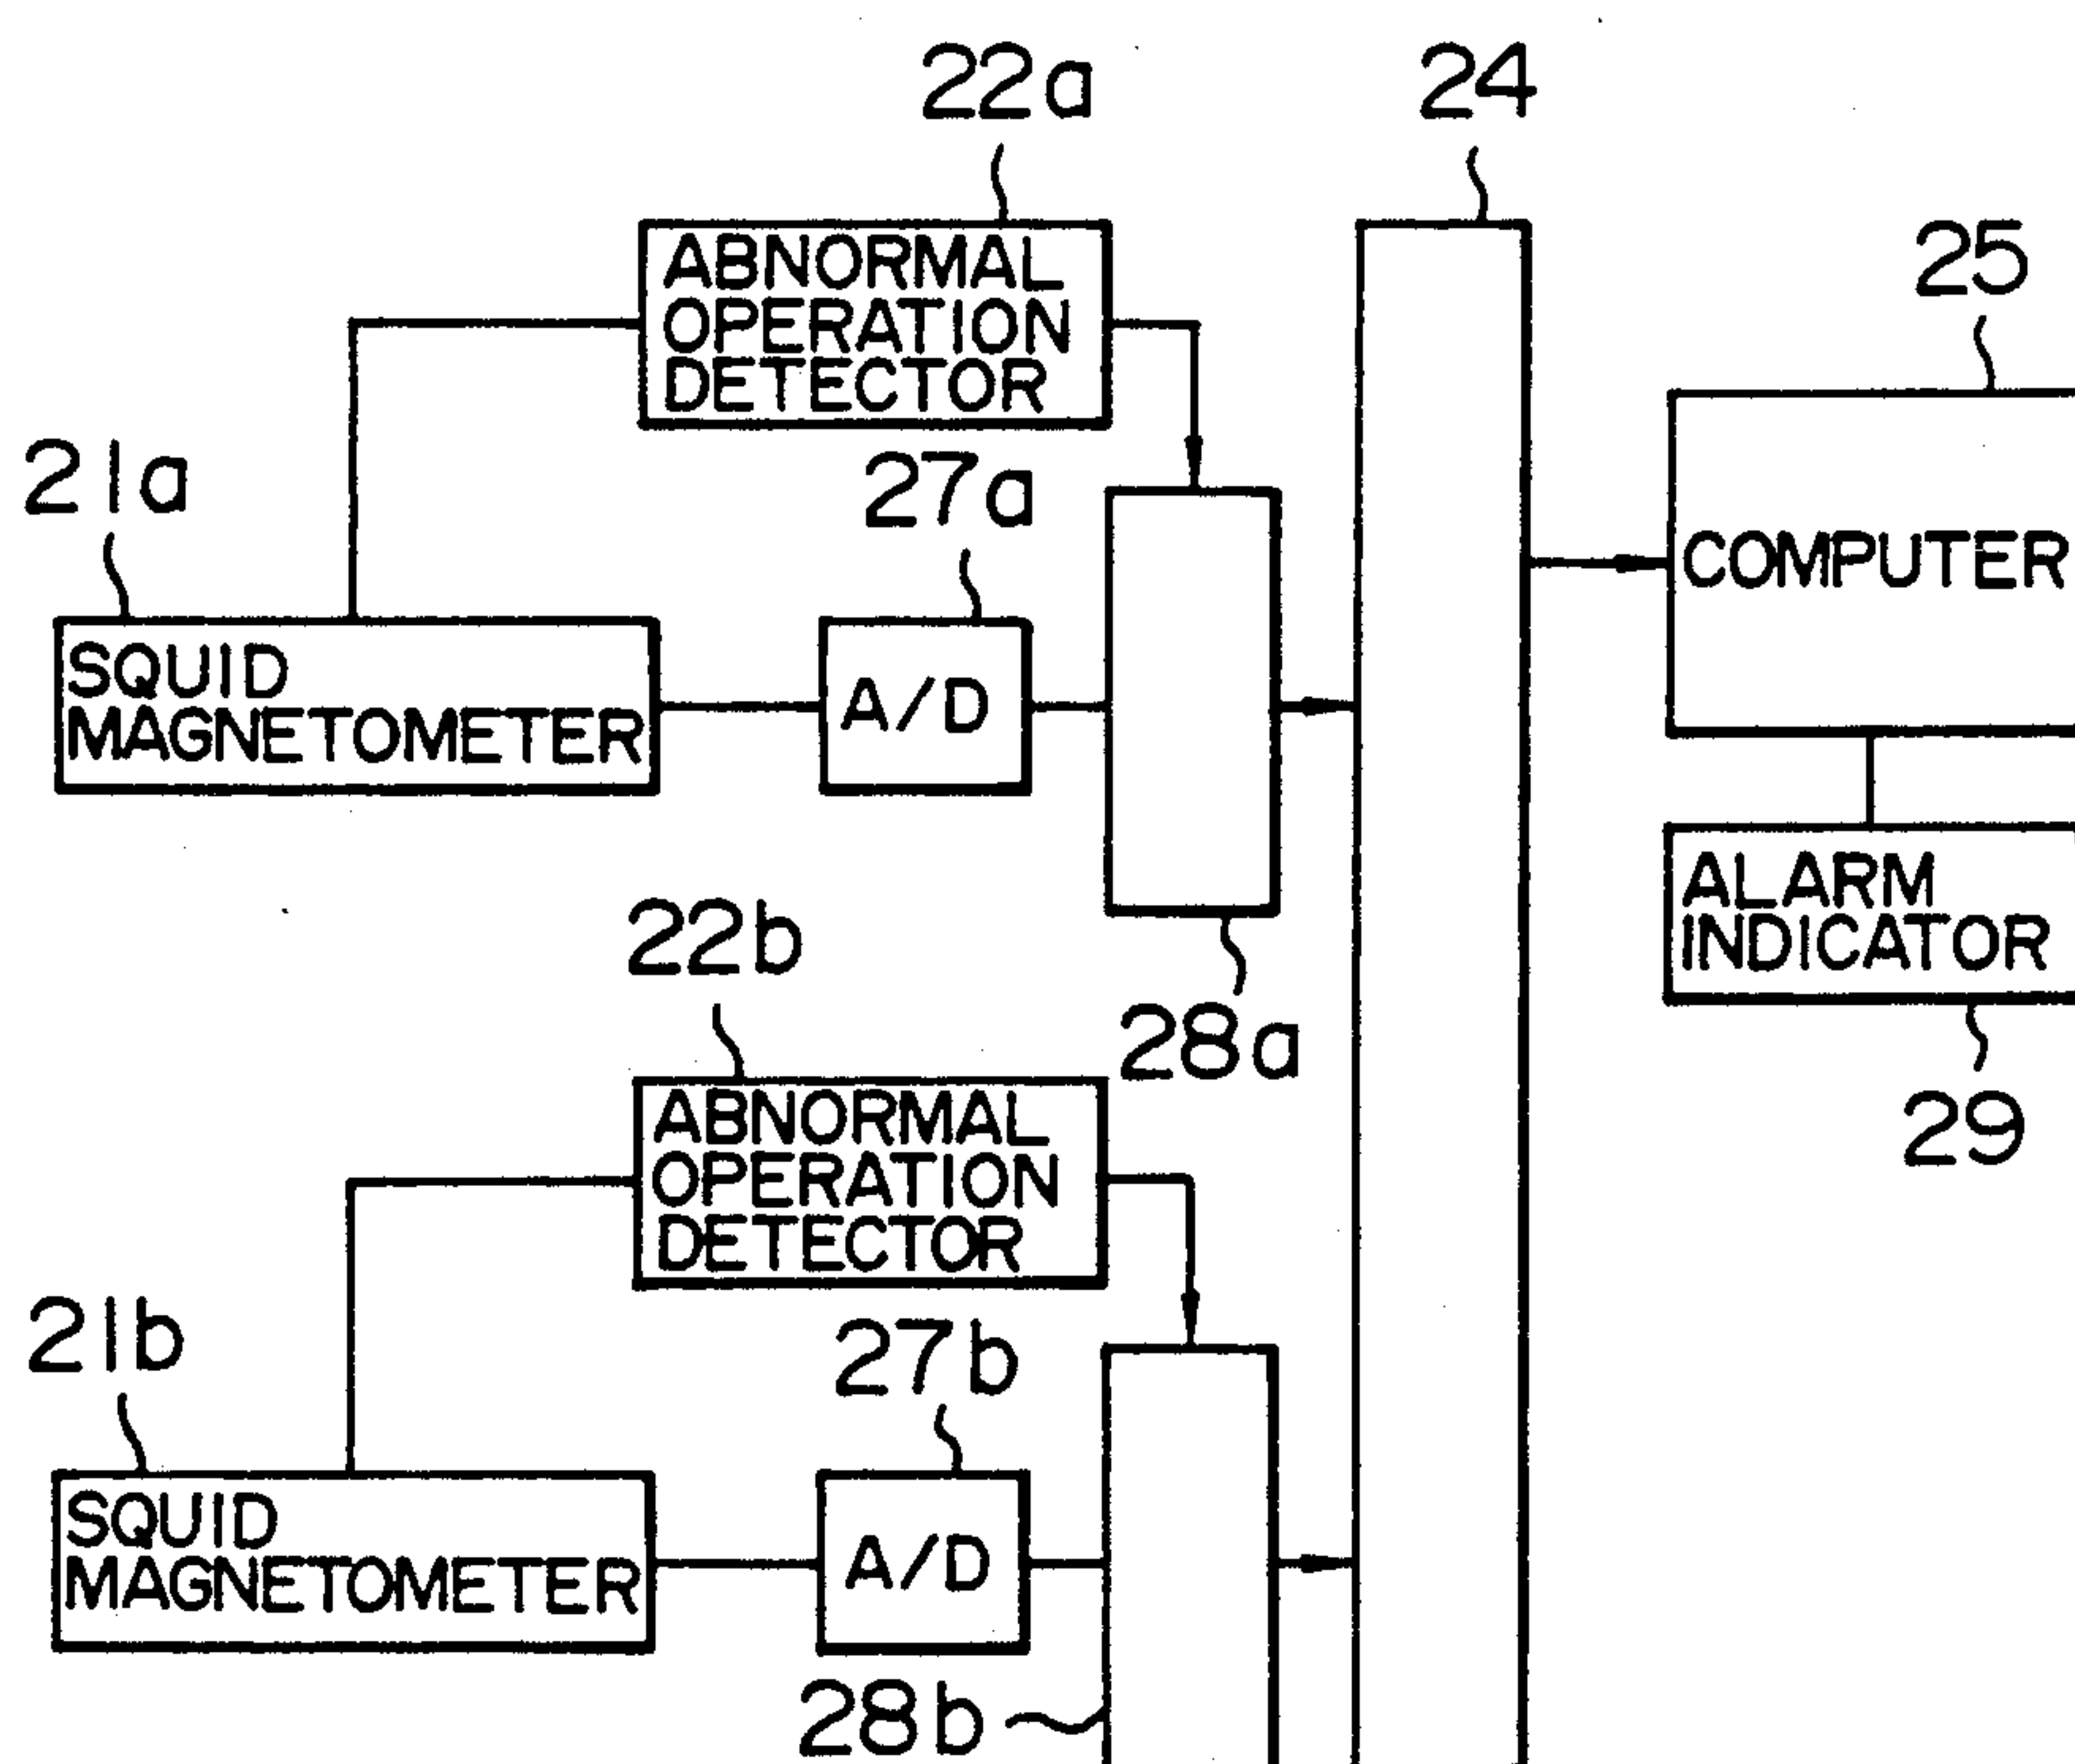 22a
24
25
ABNORMAL
OPERATION
DETECTOR
21a
27a
COMPUTER
SQUID
MAGNETOMETER
A/D
ALARM
INDICATOR
22b
28a
29
ABNORMAL
OPERATION
DETECTOR
21b
27b
SQUID
MAGNETOMETER
A/D
28b